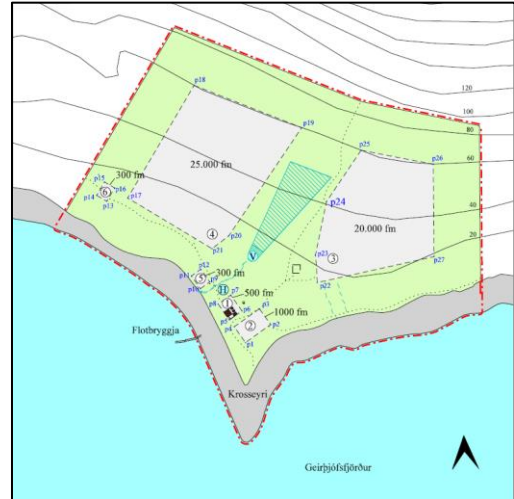 p18
120
100
80
p19
p25
p26
60
25.000 fm
p15
300 fm
p16
6
p14
p13
p17
p24
20.000 fm
40
4
p20
p21
p23
3
p27
20
V
p12
300 fm
p11
5
p9
p10
p22
H
p7
500 fm
p8
1
p6
p3
1000 fm
p5
p4
2
p2
p1
Flotbryggja
Krosseyri
Geirþjófsfjörður